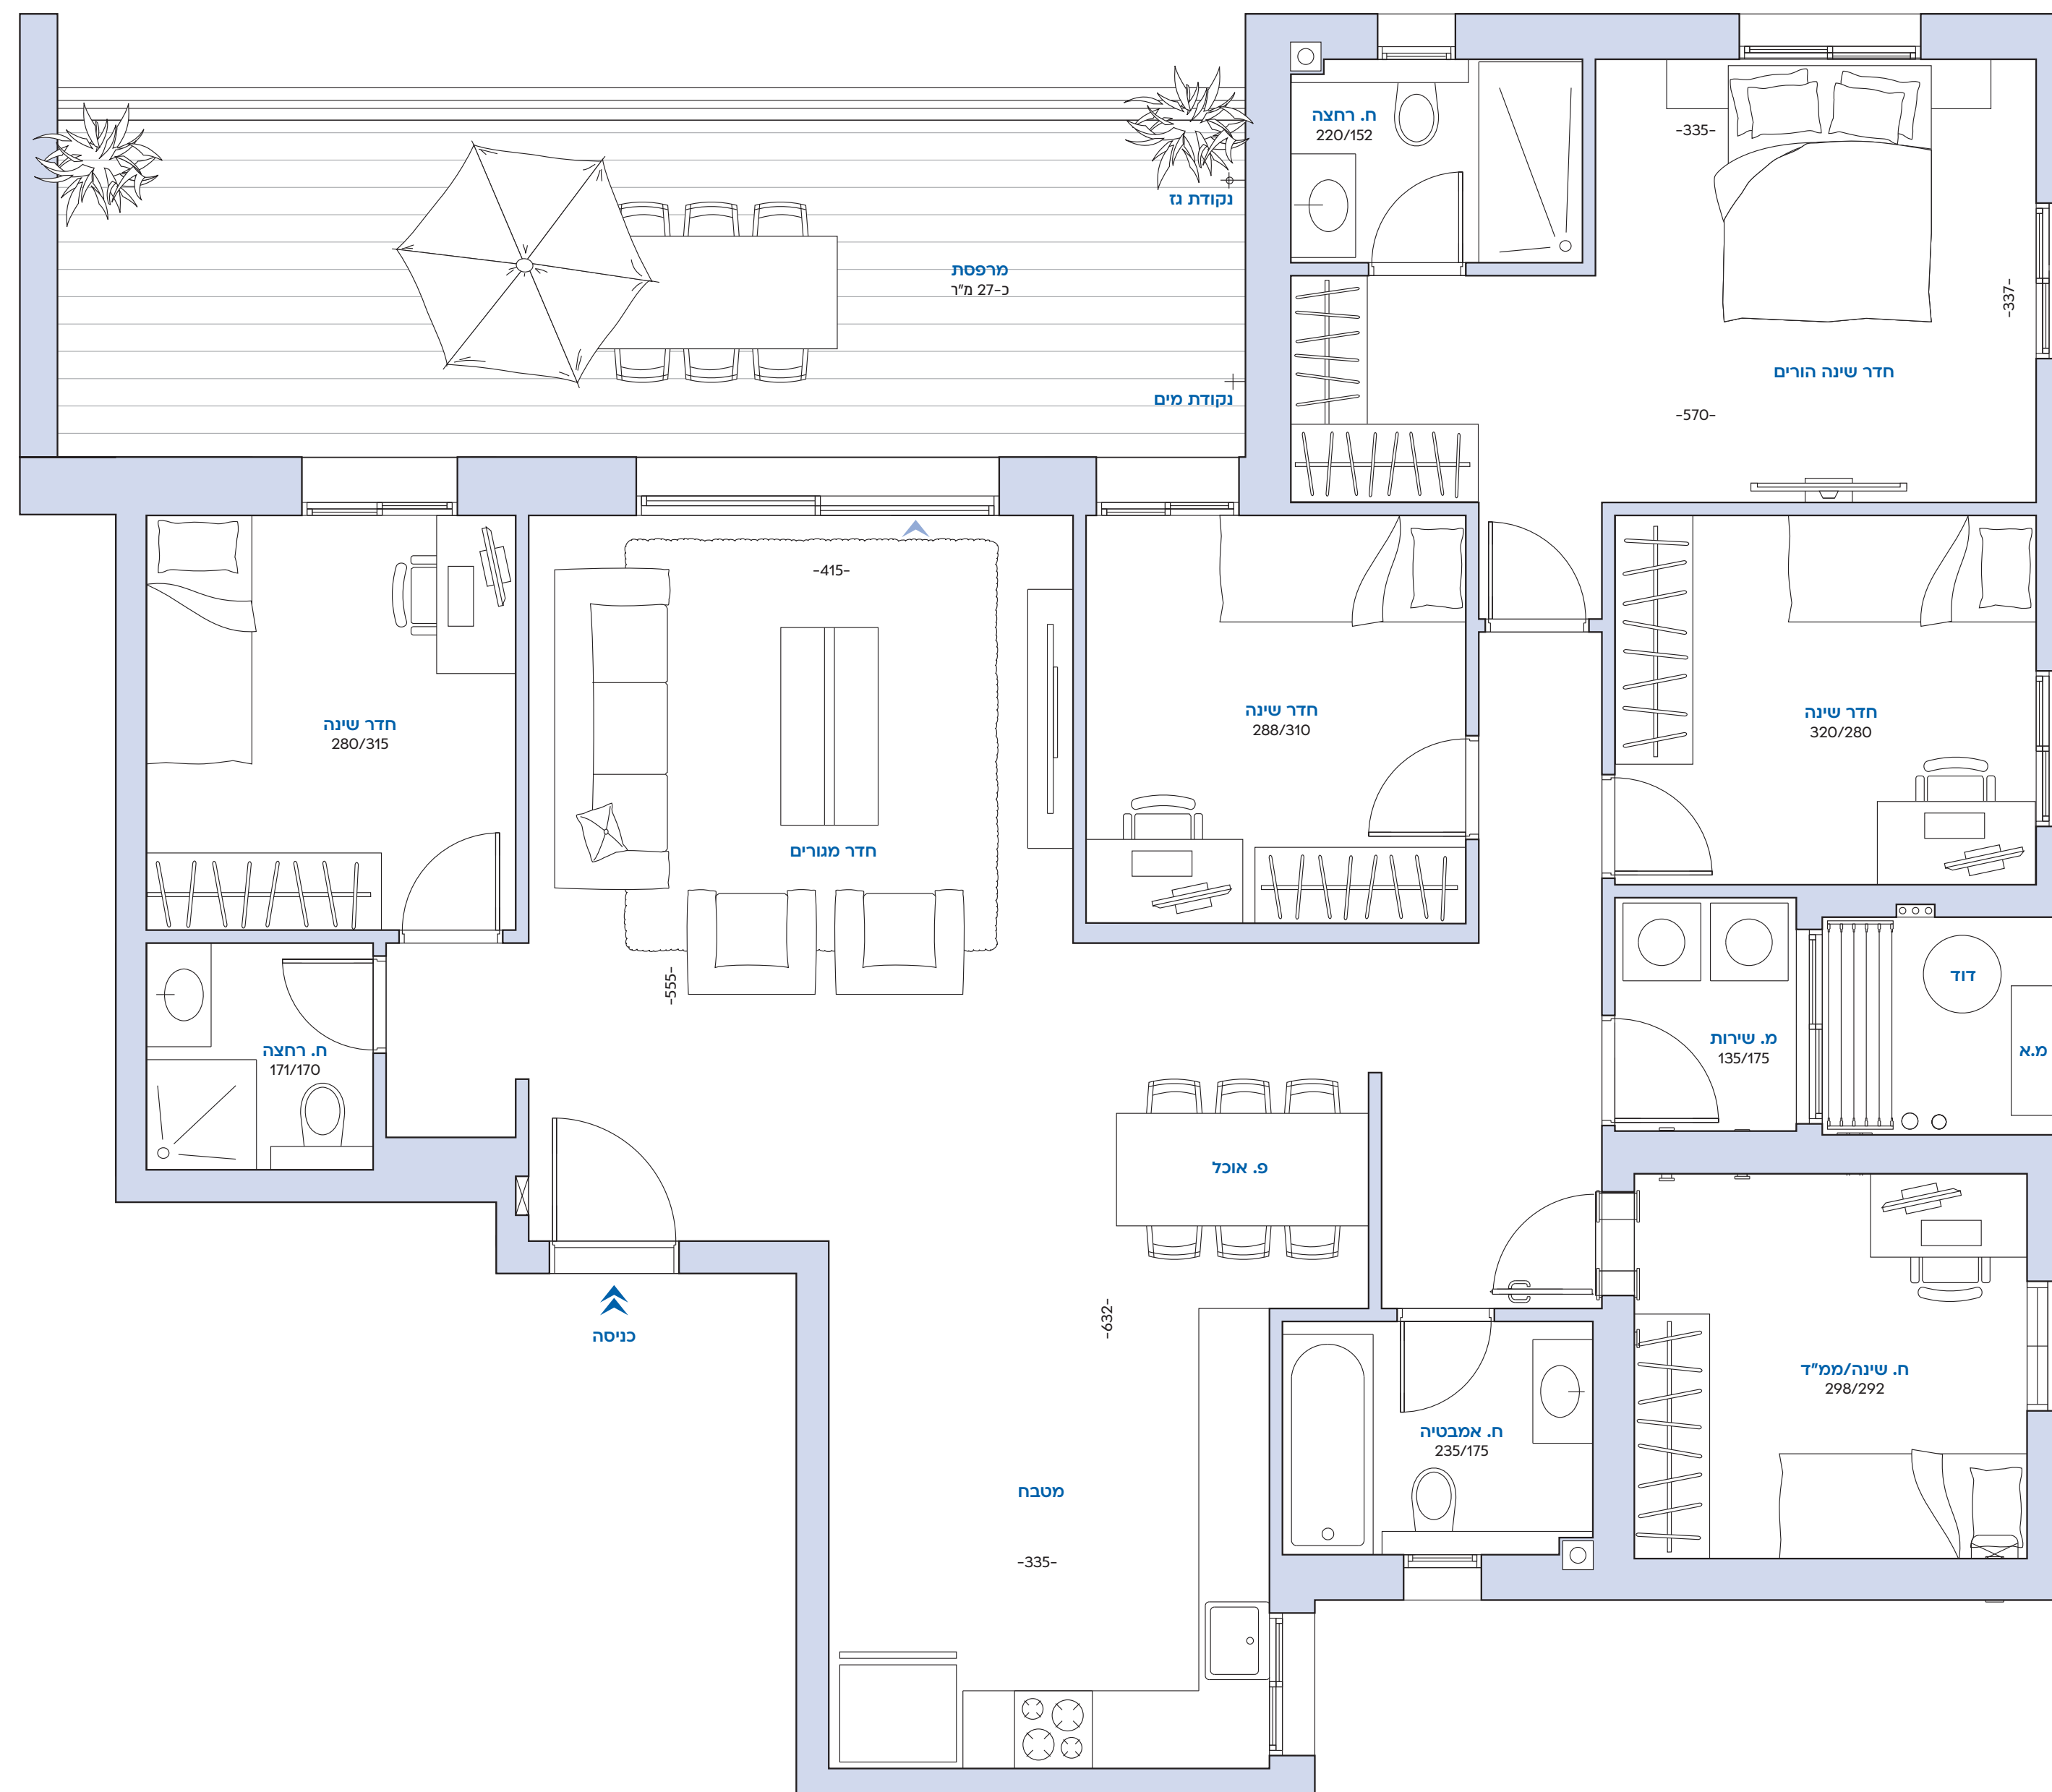 ח. רחצה
220/152
-335-
נקודת גז
מרפסת
כ-27 מ"ר
-337-
חדר שינה הורים
נקודת מים
-570-
-415-
חדר שינה
320/280
חדר שינה
288/310
חדר שינה
280/315
חדר מגורים
-555-
דוד
מ. שירות
135/175
מ.א
ח. רחצה
171/170
פ. אוכל
-632-
כניסה
ח. שינה/ממ"ד
298/292
ח. אמבטיה
235/175
מטבח
-335-